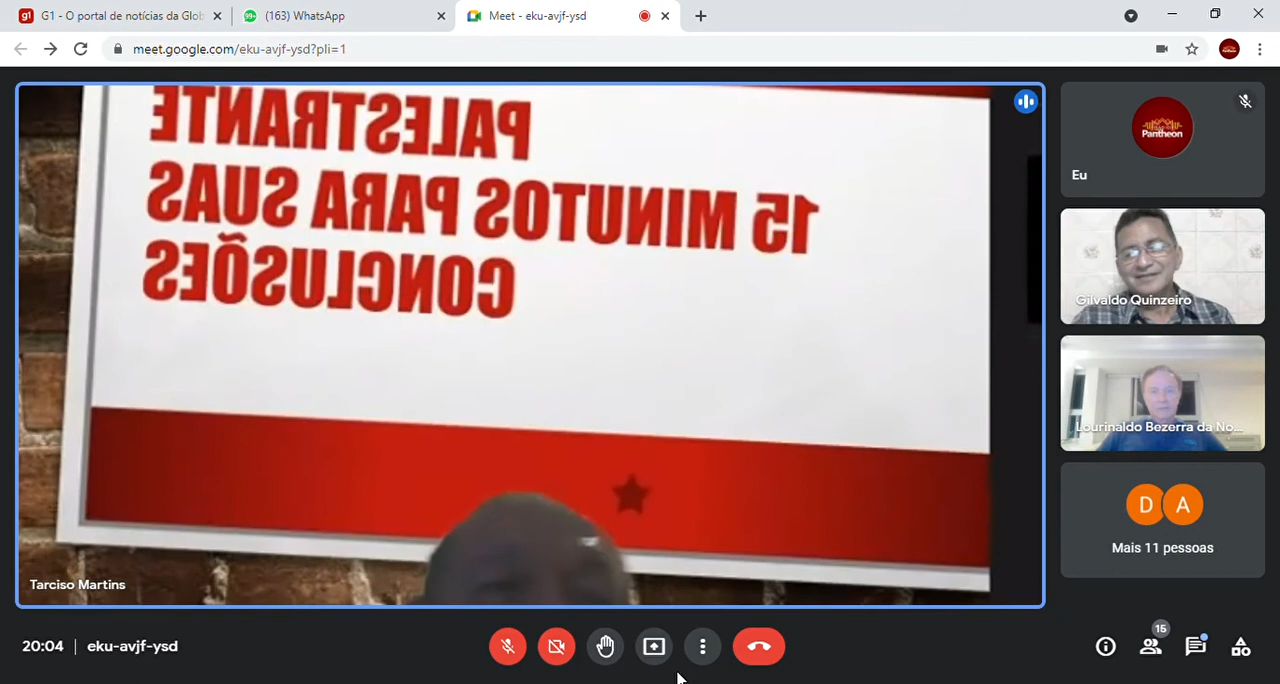 G1 - O portal de notícias da Glob
99+
(163) WhatsApp
Meet - eku-avjf-ysd
meet.google.com/eku-avjf-ysd?pli=1
PALESTRANTE
15 MINUTOS PARA SUAS
CONCLUSÕES
Tarciso Martins
Pantheon
Eu
Gilvaldo Quinzeiro
Lourinaldo Bezerra da No...
D A
Mais 11 pessoas
20:04 | eku-avjf-ysd
15